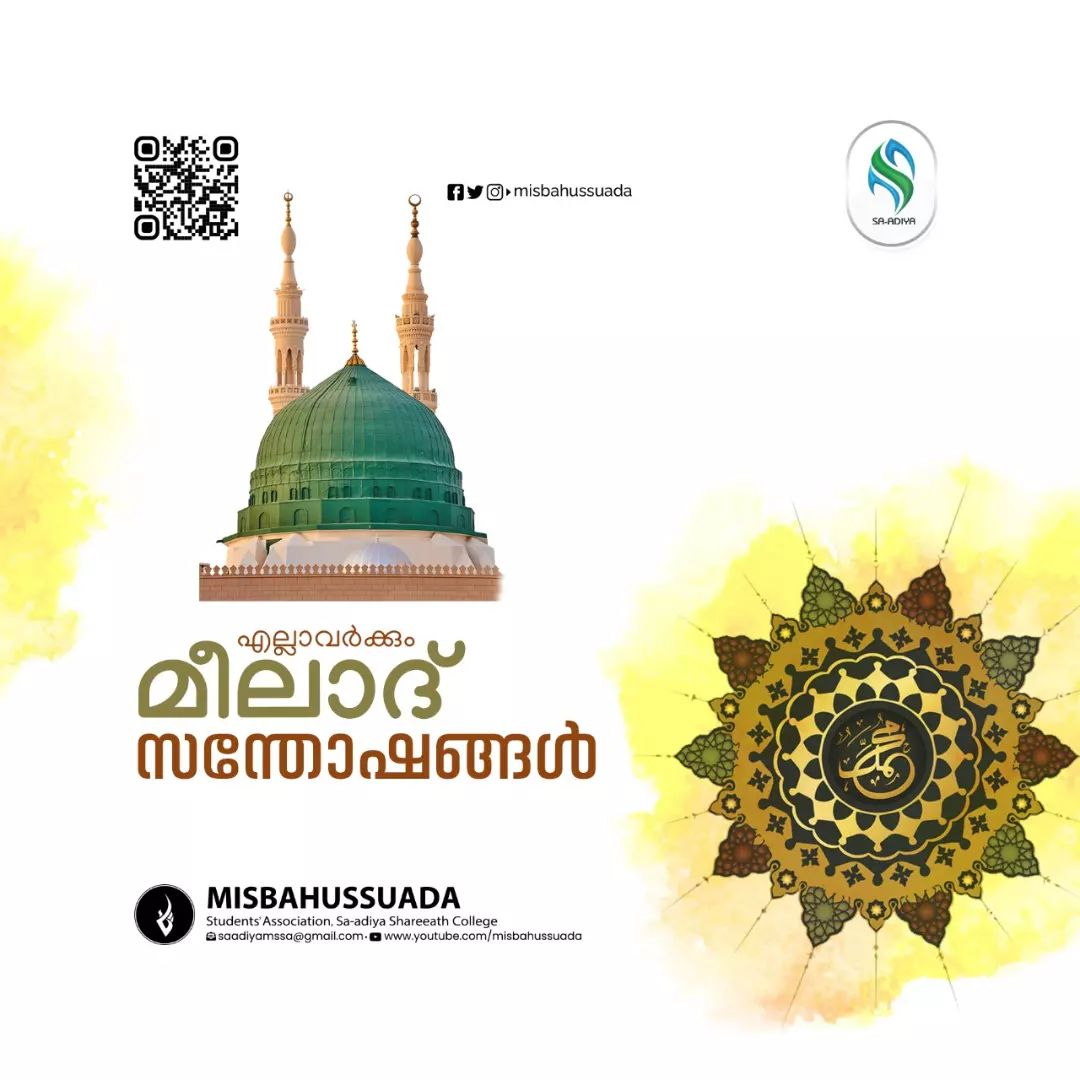 misbahussuada
SA-ADIYA
എല്ലാവർക്കും
മീലാദ്
സന്തോഷങ്ങൾ
محمد
MISBAHUSSUADA
Students' Association, Sa-adiya Shareeath College
saadiyamssa@gmail.com • www.youtube.com/misbahussuada